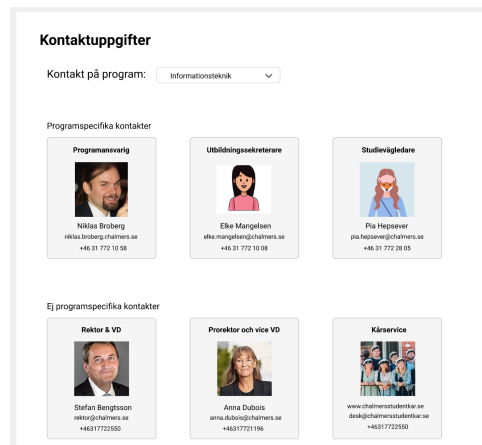 Kontaktuppgifter
Kontakt på program: Informationsteknik
Programspecifika kontakter
Programansvarig
Niklas Broberg
niklas.broberg.chalmers.se
+46 31 772 10 58
Utbildningssekreterare
Elke Mangelsen
elke.mangelsen@chalmers.se
+46 31 772 10 08
Studievägledare
Pia Hepsever
pia.hepsever@chalmers.se
+46 31 772 28 05
Ej programspecifika kontakter
Rektor & VD
Stefan Bengtsson
rektor@chalmers.se
+46317722550
Prorektor och vice VD
Anna Dubois
anna.dubois@chalmers.se
+46317721196
Kårservice
www.chalmersstudentkar.se
desk@chalmersstudentkar.se
+46317722550